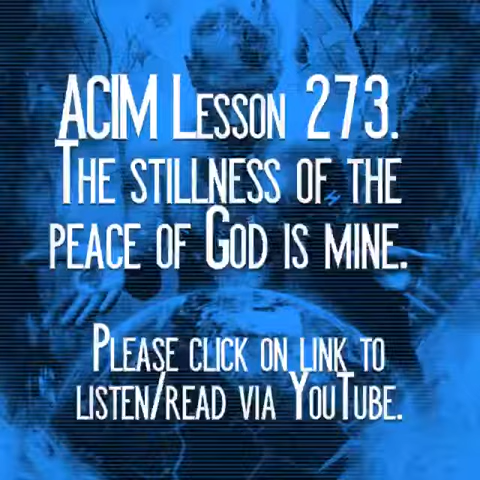 ACIM Lesson 273.
The stillness of the
peace of God is mine.
Please click on link to
listen/read via YouTube.